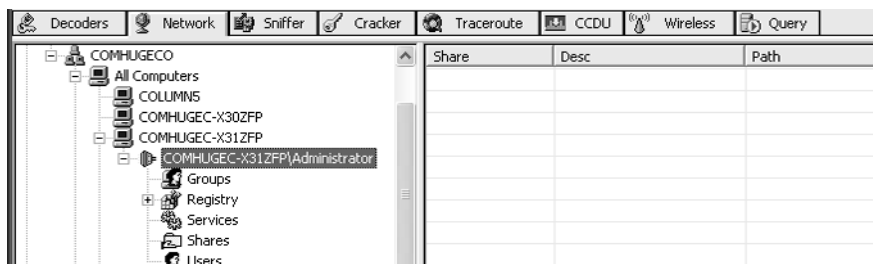 Decoders Network Sniffer Cracker Traceroute CCDU Wireless Query
COMHUGECO
All Computers
COLUMN5
COMHUGEC-X30ZFP
COMHUGEC-X31ZFP
COMHUGEC-X31ZFP\Administrator
Groups
Registry
Services
Shares
Users
Share Desc Path